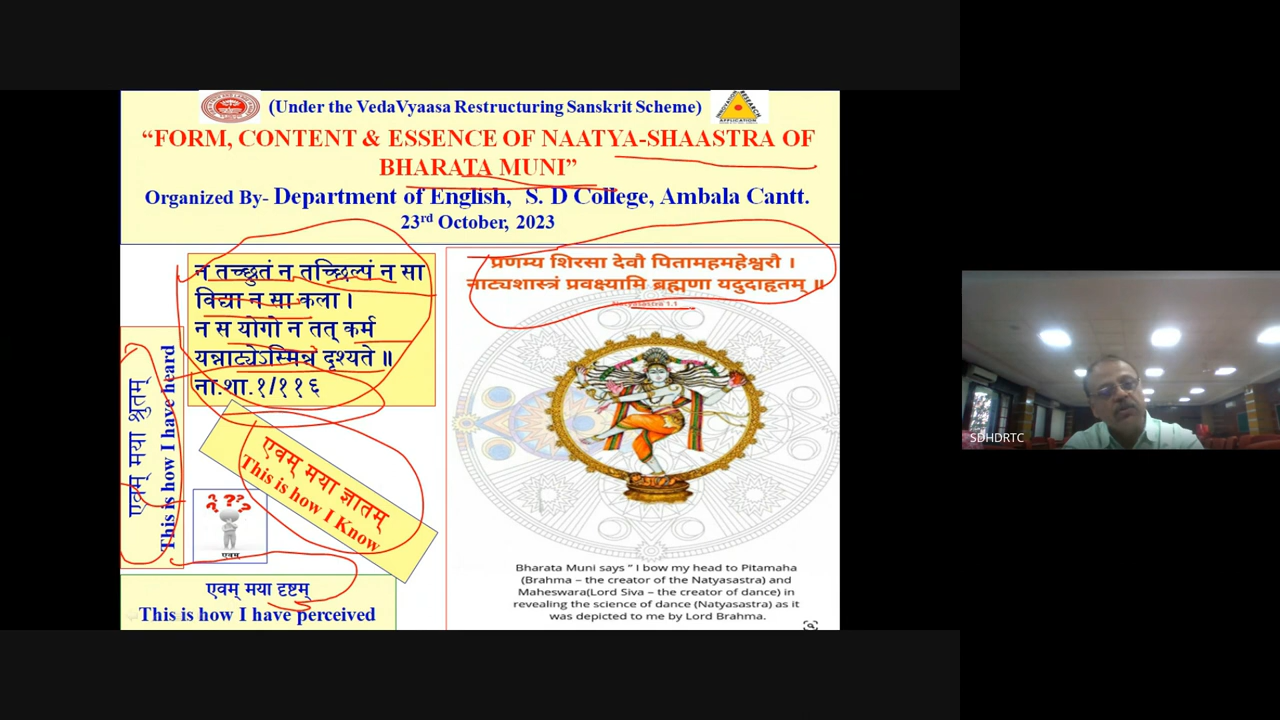 (Under the VedaVyaasa Restructuring Sanskrit Scheme)
“FORM, CONTENT & ESSENCE OF NAATYA-SHAASTRA OF
BHARATA MUNI”
Organized By- Department of English, S. D College, Ambala Cantt.
23rd October, 2023
न तच्छुतं न तच्छिल्पं न सा
विद्या न सा कला ।
न स योगो न तत् कर्म
यन्नाट्येऽस्मिन्न दृश्यते ॥
ना.शा.१/११६
एवम् मया श्रुतम्
This is how I have heard
एवम् मया ज्ञातम्
This is how I Know
? ? ? ?
एवम्
एवम् मया दृष्टम्
This is how I have perceived
प्रणम्य शिरसा देवौ पितामहमहेश्वरौ ।
नाट्यशास्त्रं प्रवक्ष्यामि ब्रह्मणा यदुदाहृतम् ॥
1.1
Bharata Muni says “ I bow my head to Pitamaha
(Brahma – the creator of the Natyasastra) and
Maheswara(Lord Siva – the creator of dance) in
revealing the science of dance (Natyasastra) as it
was depicted to me by Lord Brahma.
SDHDRTC